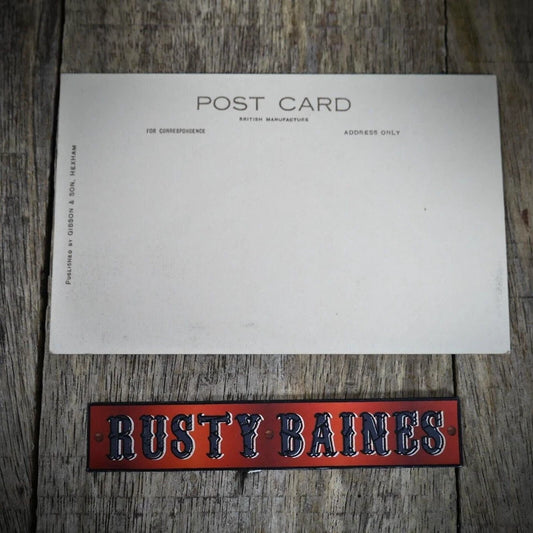 POST CARD
BRITISH MANUFACTURE
FOR CORRESPONDENCE
ADDRESS ONLY
PUBLISHED BY GIBSON & SON, HEXHAM
RUSTY BAINES